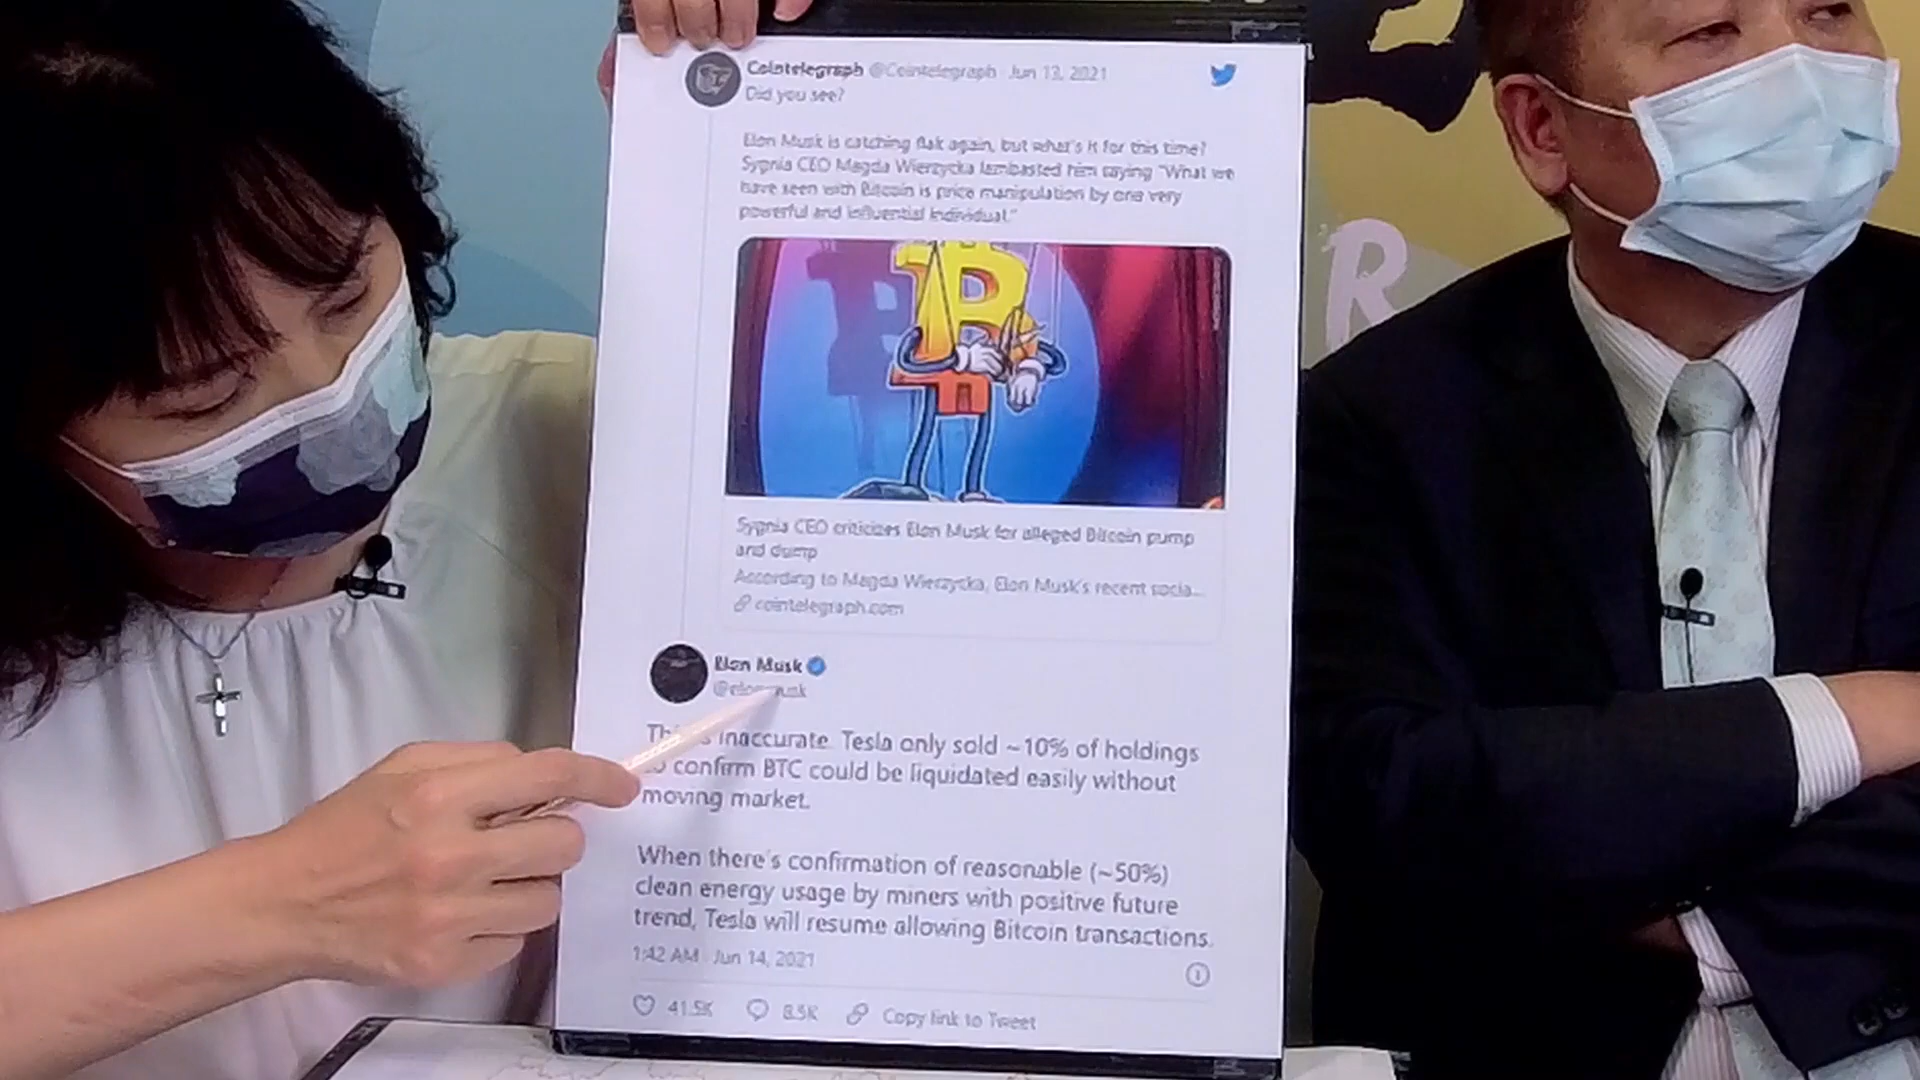 Cointelegraph @Cointelegraph · Jun 13, 2021
Did you see?
Elon Musk is catching flak again, but what's it for this time?
Sygnia CEO Magda Wierzycka lambasted him saying "What we
have seen with Bitcoin is price manipulation by one very
powerful and influential individual."
Sygnia CEO criticizes Elon Musk for alleged Bitcoin pump
and dump
According to Magda Wierzycka, Elon Musk's recent socia...
cointelegraph.com
Elon Musk
@elonmusk
inaccurate. Tesla only sold ~10% of holdings
confirm BTC could be liquidated easily without
moving market.
When there's confirmation of reasonable (~50%)
clean energy usage by miners with positive future
trend, Tesla will resume allowing Bitcoin transactions.
1:42 AM · Jun 14, 2021
41.5K 8.5K Copy link to Tweet
R